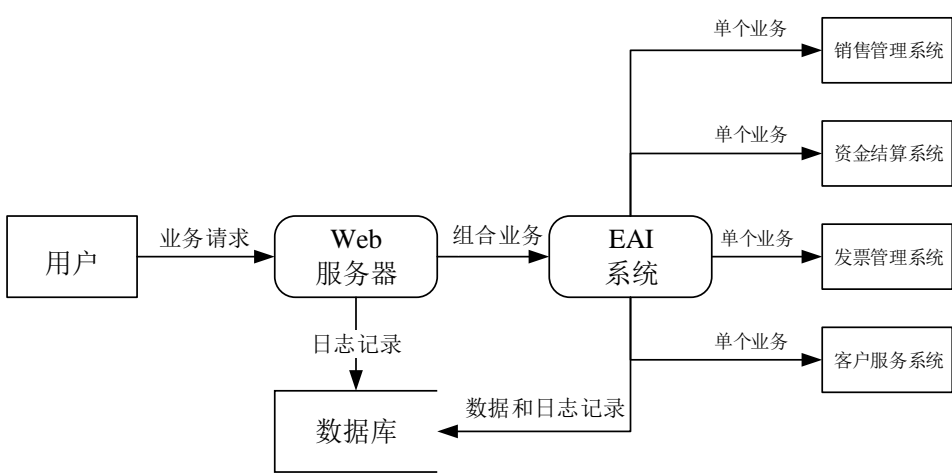 单个业务
销售管理系统
单个业务
资金结算系统
用户
业务请求
Web
服务器
组合业务
EAI
系统
单个业务
发票管理系统
日志记录
单个业务
客户服务系统
数据库
数据和日志记录